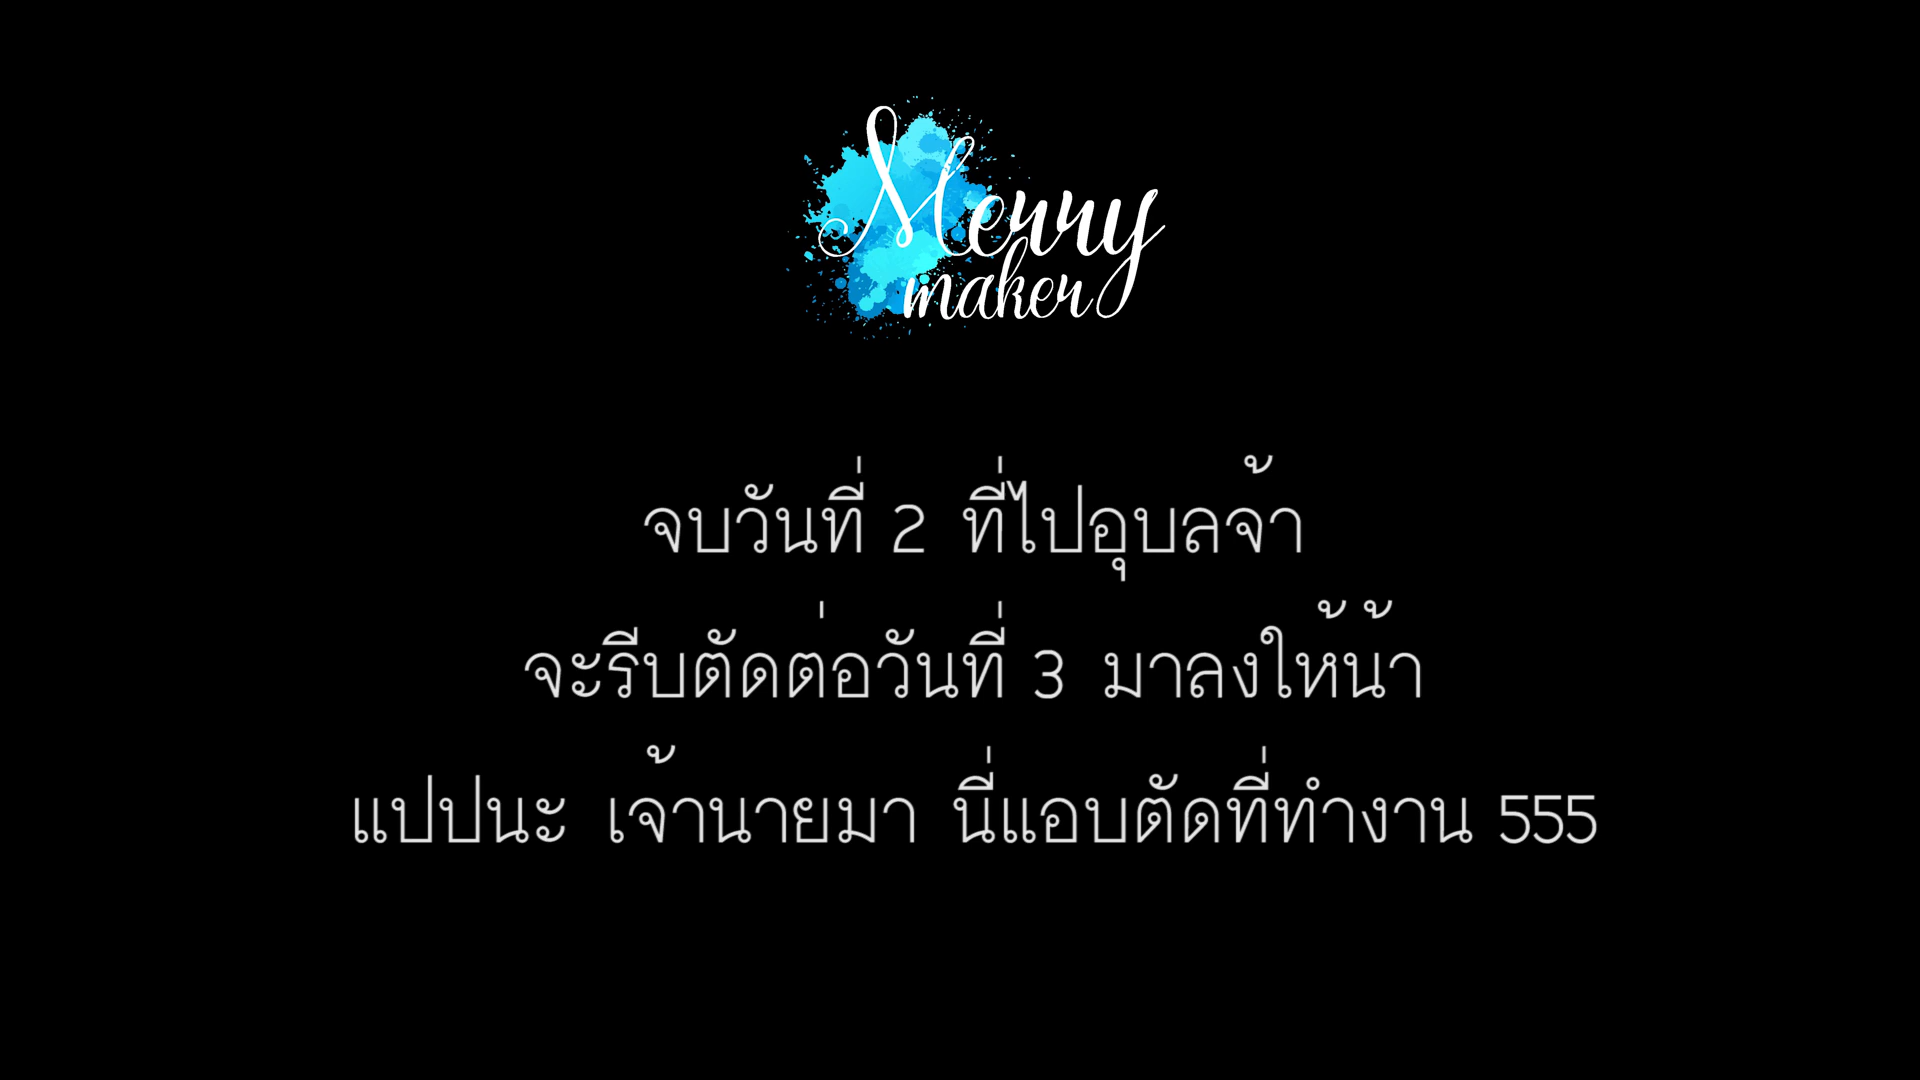 Merry
maker
จบวันที่ 2 ที่ไปอุบลจ้า
จะรีบตัดต่อวันที่ 3 มาลงให้น้า
แปปนะ เจ้านายมา นี่แอบตัดที่ทำงาน 555